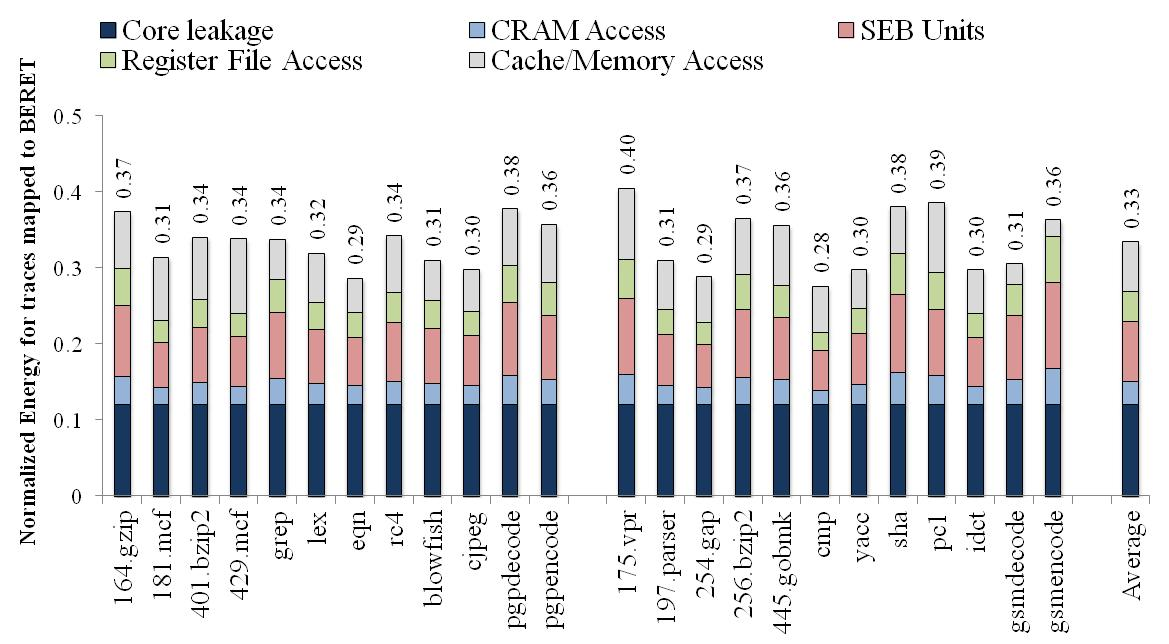 Core leakage
CRAM Access
SEB Units
Register File Access
Cache/Memory Access
Normalized Energy for traces mapped to BERET
0.5
0.4
0.3
0.2
0.1
0
0.37
0.31
0.34
0.34
0.34
0.32
0.29
0.34
0.31
0.30
0.38
0.36
0.40
0.31
0.29
0.37
0.36
0.28
0.30
0.38
0.39
0.30
0.31
0.36
0.33
164.gzip
181.mcf
401.bzip2
429.mcf
grep
lex
eqn
rc4
blowfish
cjpeg
pgpdecode
pgpencode
175.vpr
197.parser
254.gap
256.bzip2
445.gobmk
cmp
yacc
sha
pc1
idct
gsmdecode
gsmencode
Average